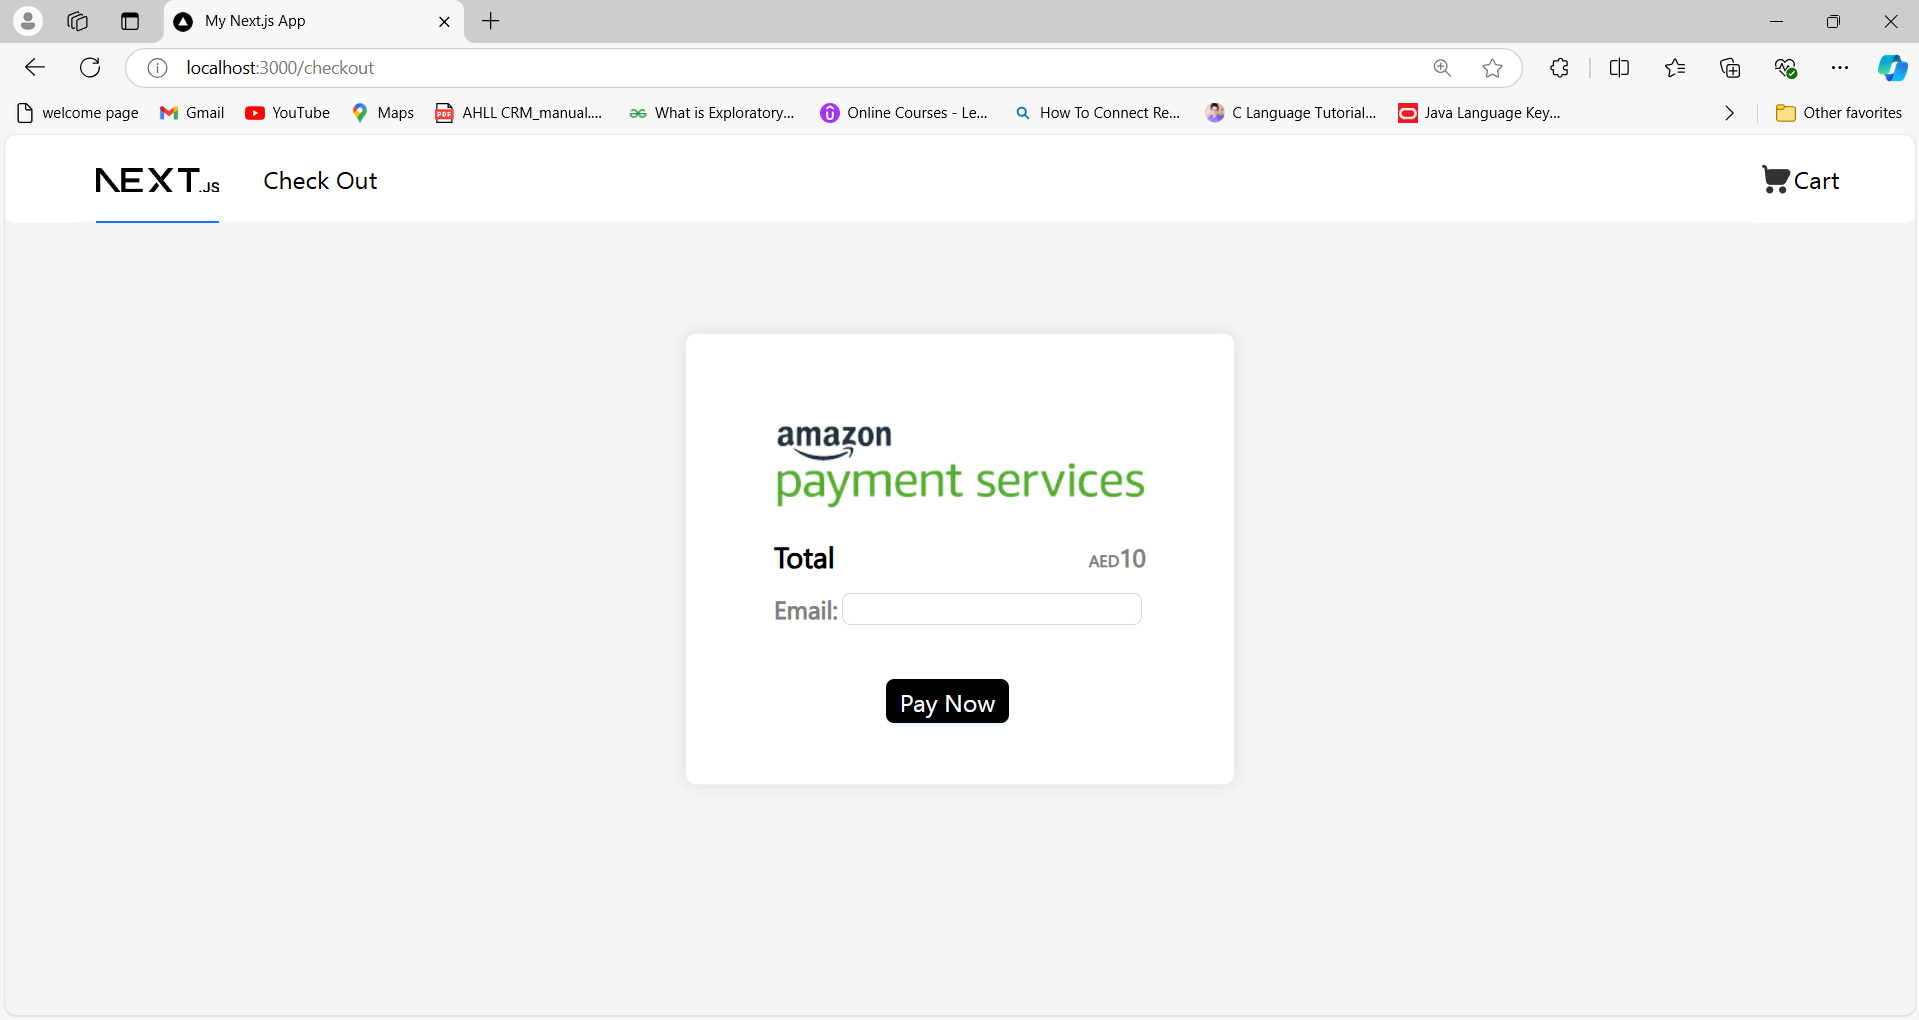 My Next.js App
localhost:3000/checkout
welcome page
Gmail
YouTube
Maps
PDF
AHLL CRM_manual....
What is Exploratory...
Online Courses - Le...
How To Connect Re...
C Language Tutorial...
Java Language Key...
Other favorites
NEXT.JS
Check Out
Cart
amazon
payment services
Total
AED10
Email:
Pay Now